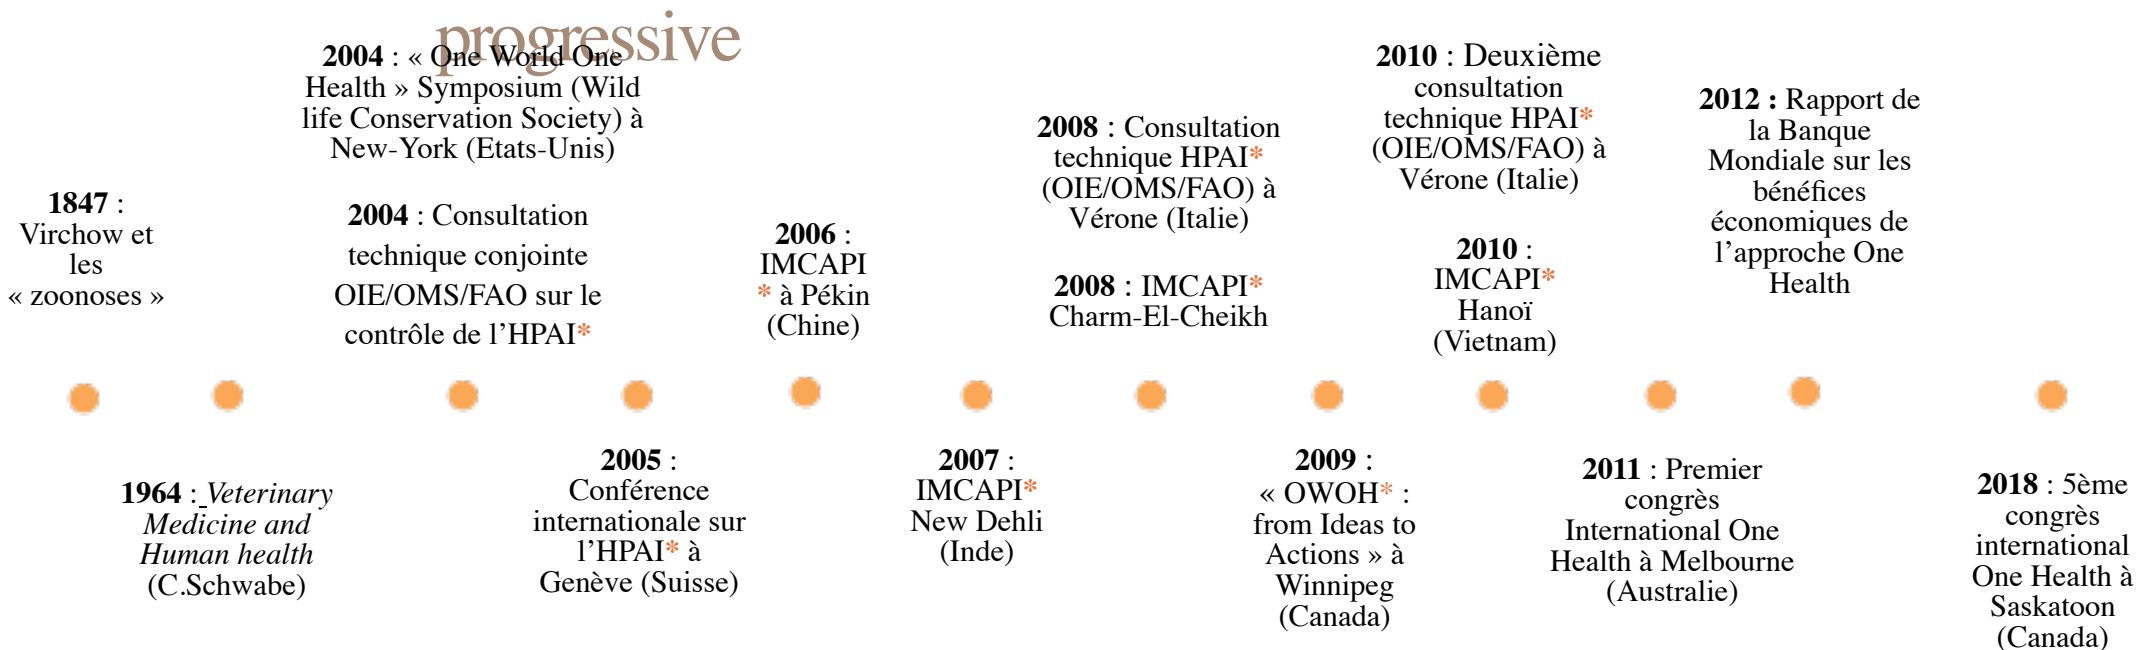 progressive
1847 :
Virchow et
les
« zoonoses »
1964 : Veterinary
Medicine and
Human health
(C.Schwabe)
2004 : « One World One
Health » Symposium (Wild
life Conservation Society) à
New-York (Etats-Unis)
2004 : Consultation
technique conjointe
OIE/OMS/FAO sur le
contrôle de l’HPAI*
2005 :
Conférence
internationale sur
l’HPAI* à
Genève (Suisse)
2006 :
IMCAPI
* à Pékin
(Chine)
2007 :
IMCAPI*
New Dehli
(Inde)
2008 : Consultation
technique HPAI*
(OIE/OMS/FAO) à
Vérone (Italie)
2008 : IMCAPI*
Charm-El-Cheikh
2009 :
« OWOH* :
from Ideas to
Actions » à
Winnipeg
(Canada)
2010 : Deuxième
consultation
technique HPAI*
(OIE/OMS/FAO) à
Vérone (Italie)
2010 :
IMCAPI*
Hanoï
(Vietnam)
2011 : Premier
congrès
International One
Health à Melbourne
(Australie)
2012 : Rapport de
la Banque
Mondiale sur les
bénéfices
économiques de
l’approche One
Health
2018 : 5ème
congrès
international
One Health à
Saskatoon
(Canada)